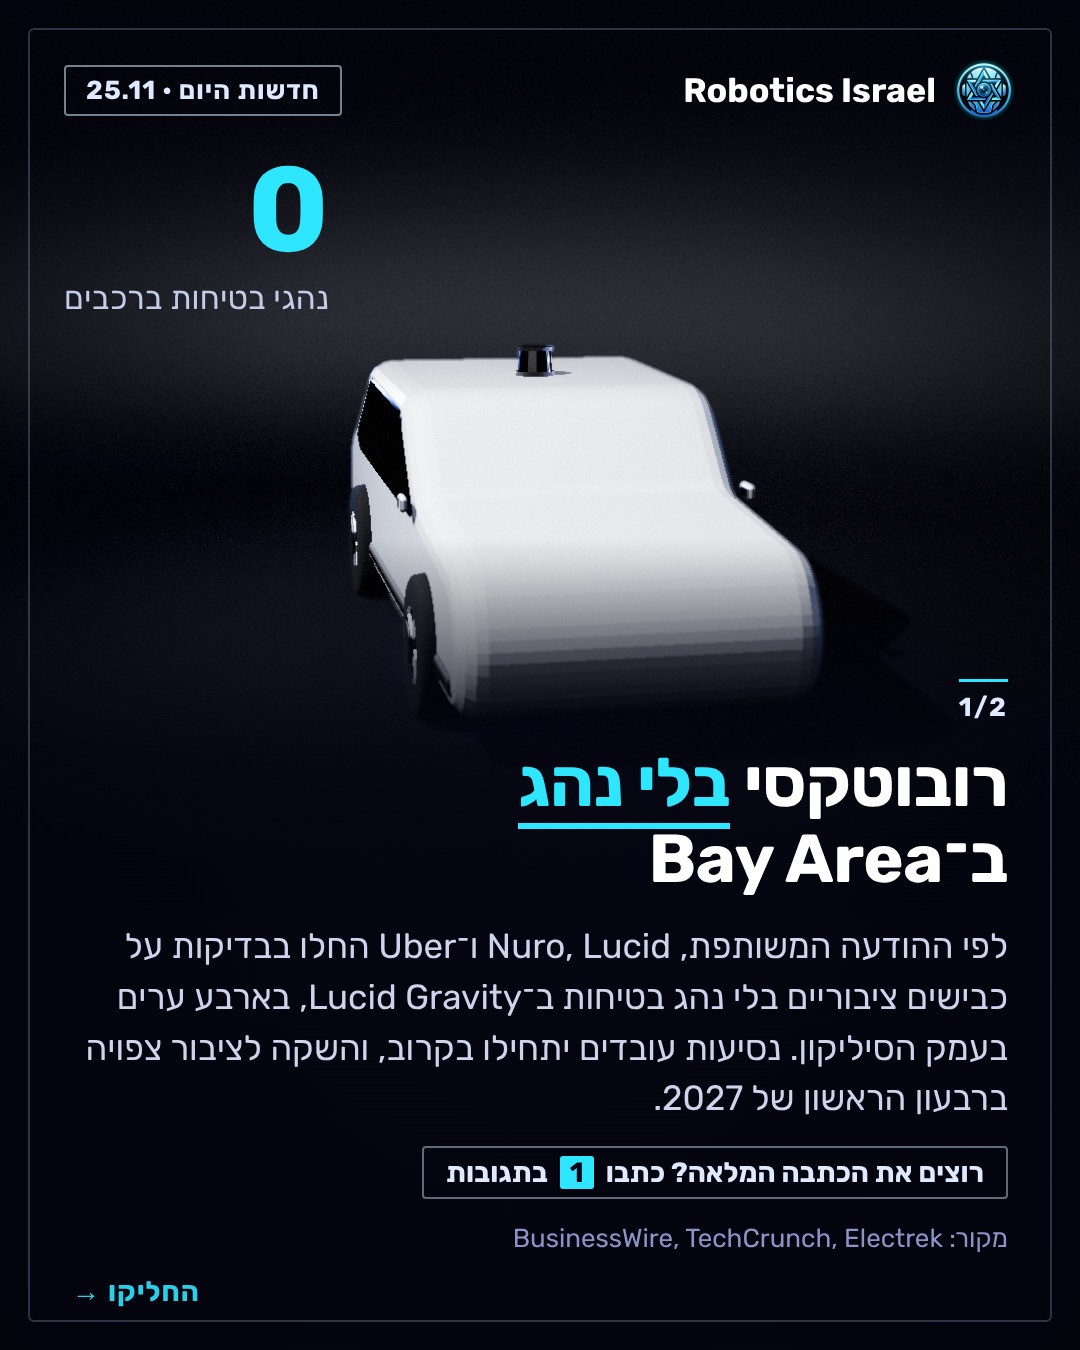 Robotics Israel
חדשות היום • 25.11
0
נהגי בטיחות ברכבים
1/2
רובוטקסי בלי נהג
ב־Bay Area
לפי ההודעה המשותפת, Nuro, Lucid ו־Uber החלו בבדיקות על
כבישים ציבוריים בלי נהג בטיחות ב־Lucid Gravity, בארבע ערים
בעמק הסיליקון. נסיעות עובדים יתחילו בקרוב, והשקה לציבור צפויה
ברבעון הראשון של 2027.
רוצים את הכתבה המלאה? כתבו 1 בתגובות
מקור: BusinessWire, TechCrunch, Electrek
החליקו →